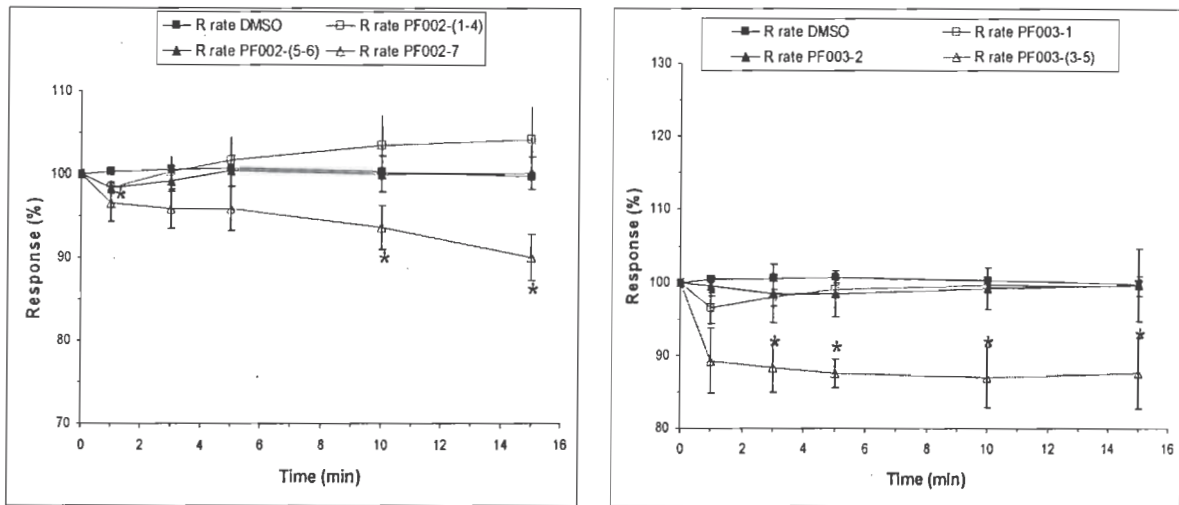 R rate DMSO R rate PF002-(1-4)
R rate PF002-(5-6) R rate PF002-7
110
100
90
80
70
Response (%)
*
*
*
0 2 4 6 8 10 12 14 16
Time (min)
R rate DMSO R rate PF003-1
R rate PF003-2 R rate PF003-(3-5)
130
120
110
100
90
80
Response (%)
* * * *
0 2 4 6 8 10 12 14 16
Time (min)